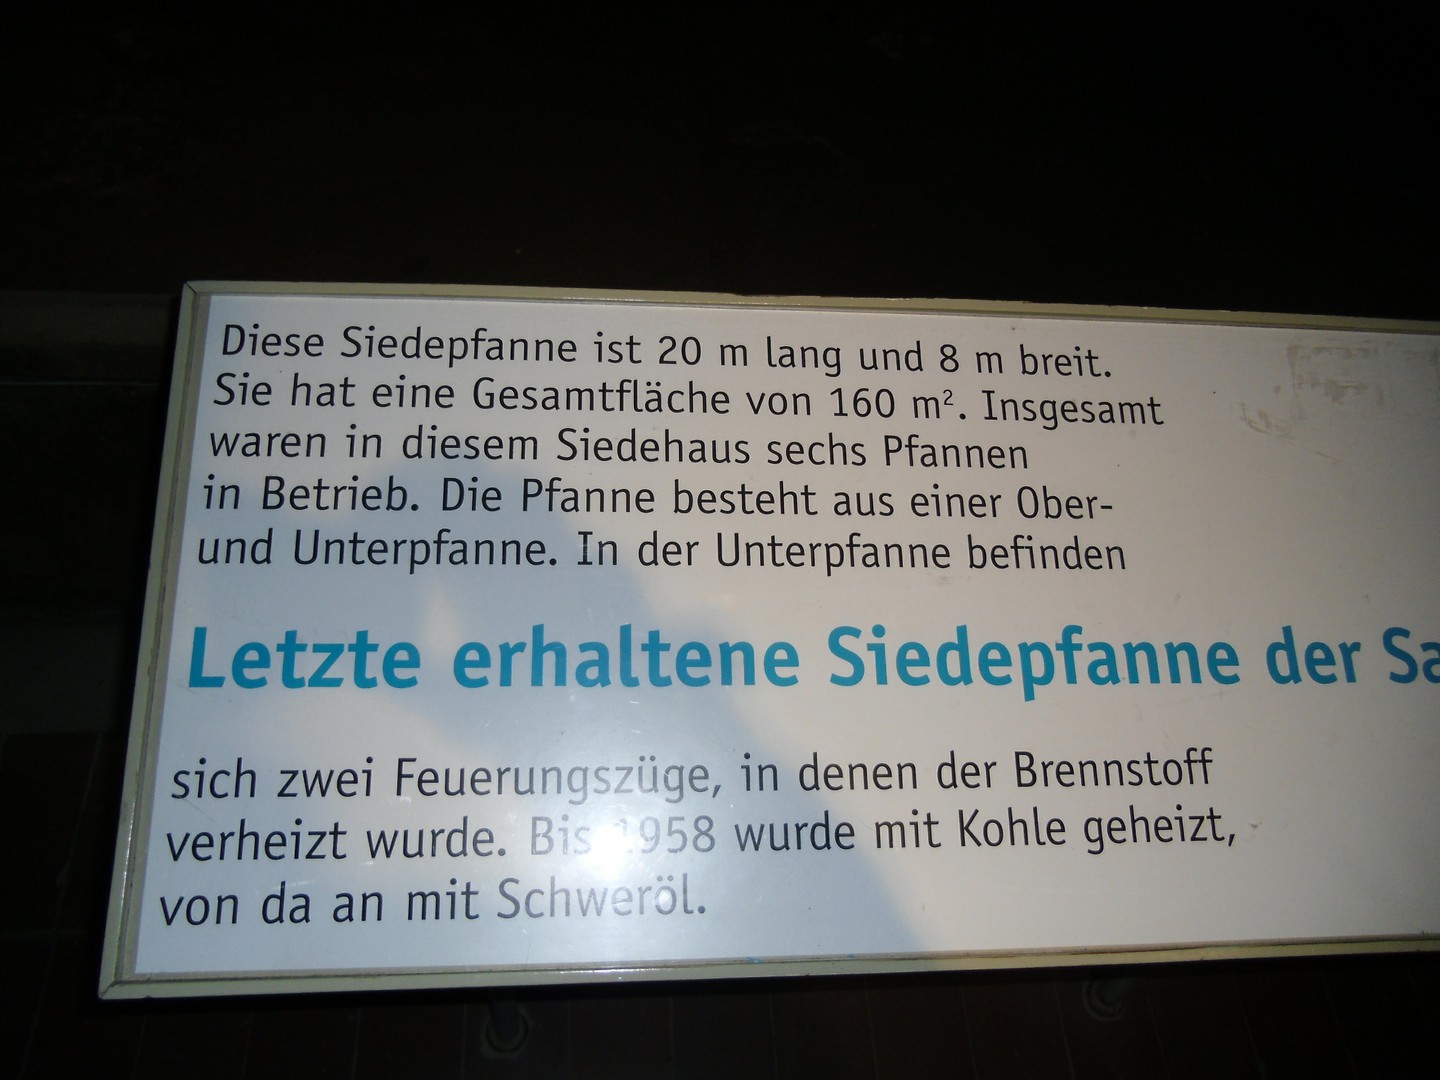 Diese Siedepfanne ist 20 m lang und 8 m breit.
Sie hat eine Gesamtfläche von 160 m². Insgesamt
waren in diesem Siedehaus sechs Pfannen
in Betrieb. Die Pfanne besteht aus einer Ober-
und Unterpfanne. In der Unterpfanne befinden
Letzte erhaltene Siedepfanne der Sa
sich zwei Feuerungszüge, in denen der Brennstoff
verheizt wurde. Bis 1958 wurde mit Kohle geheizt,
von da an mit Schweröl.